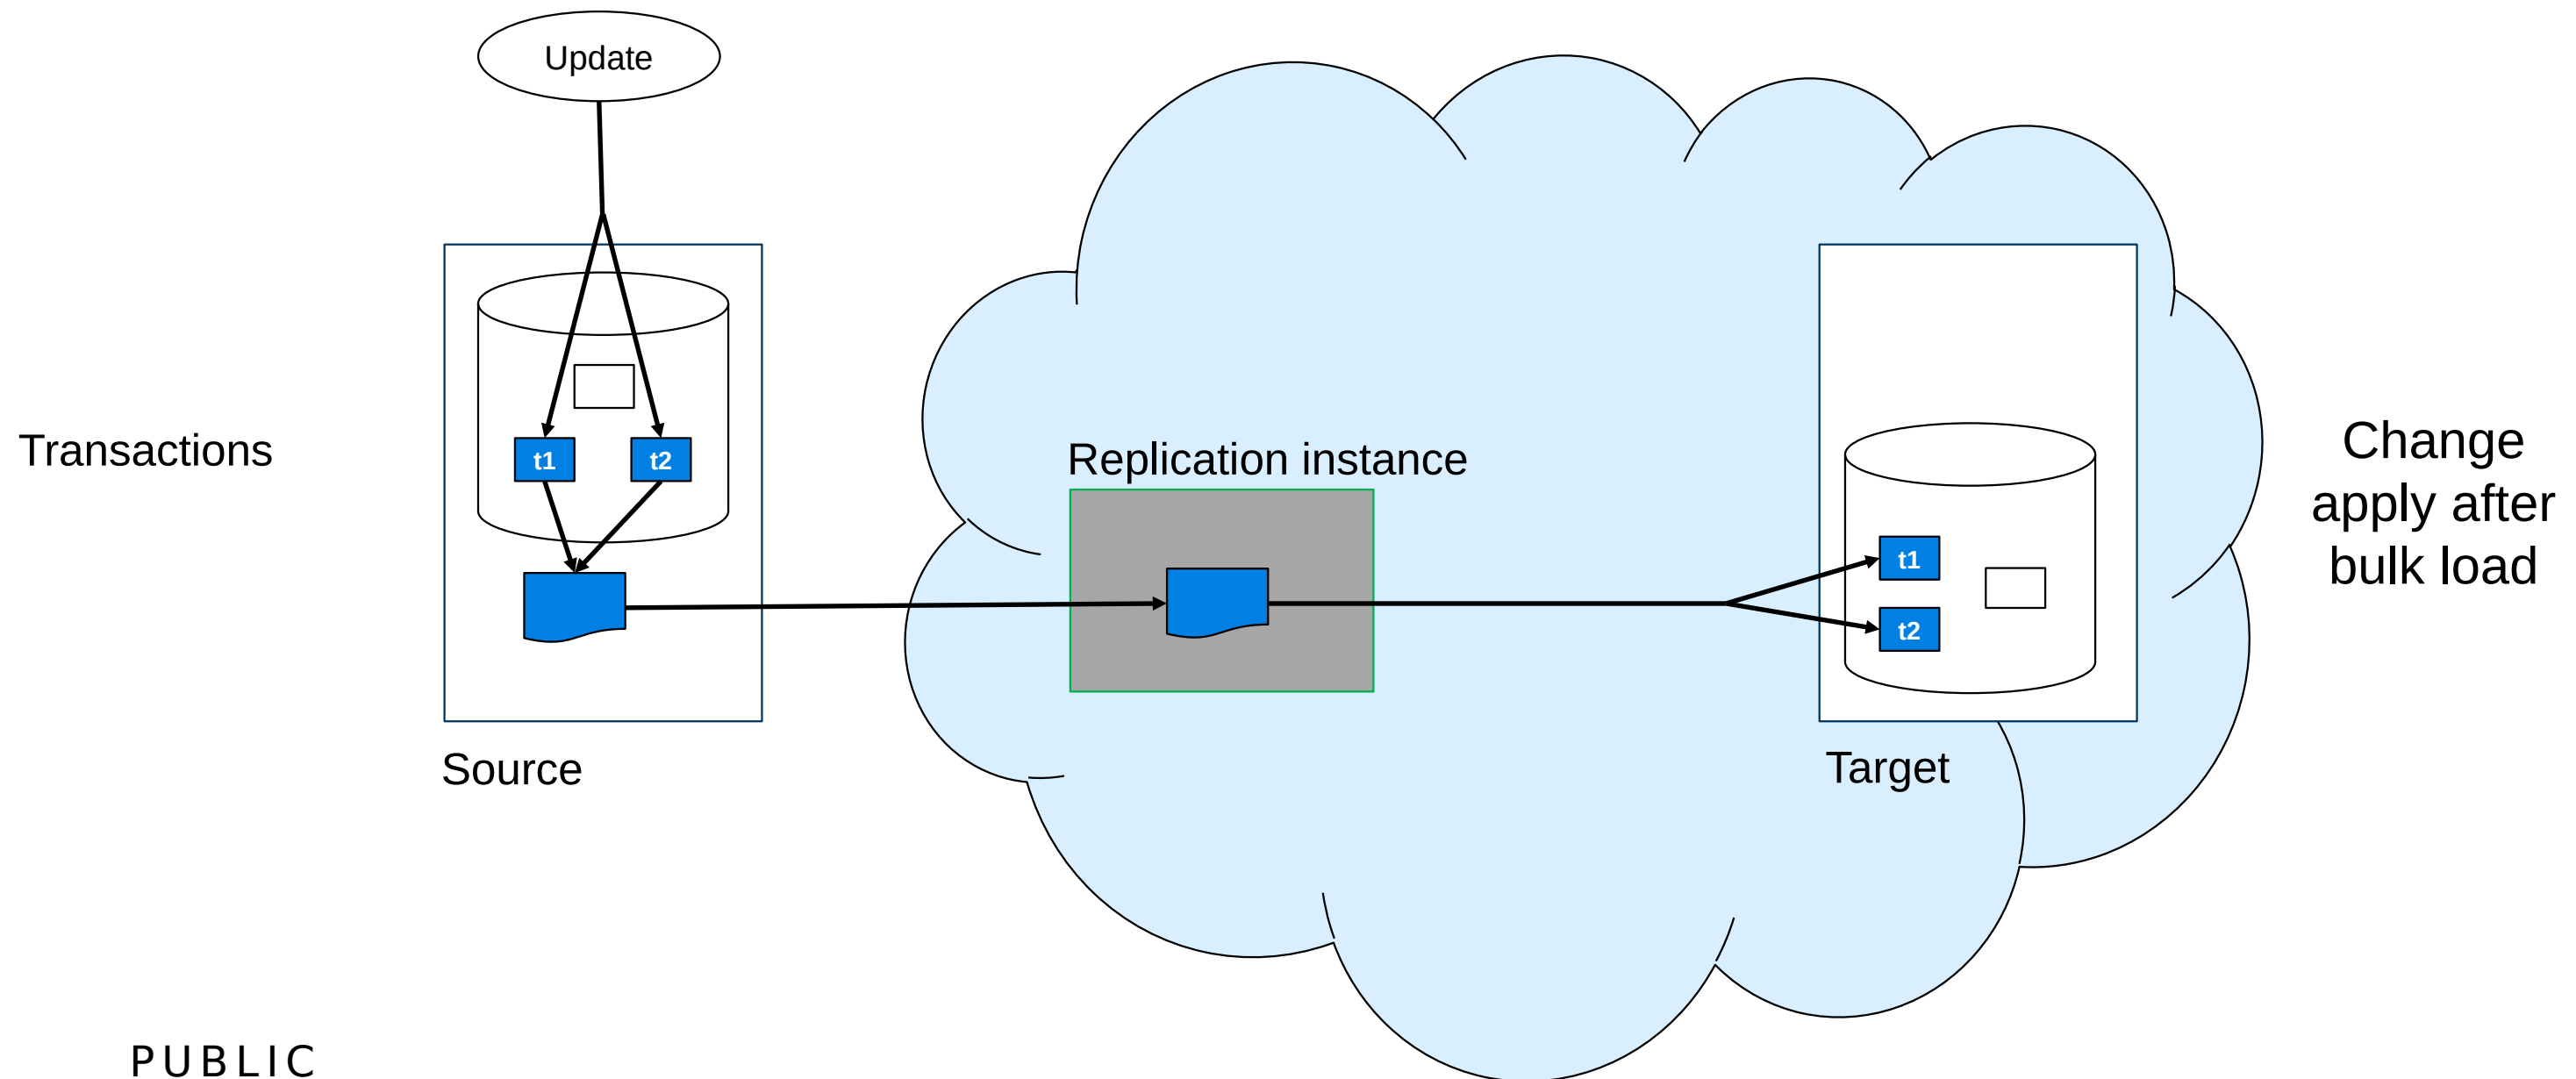 Update
Transactions
t1
t2
Source
Replication instance
t1
t2
Target
Change
apply after
bulk load
PUBLIC